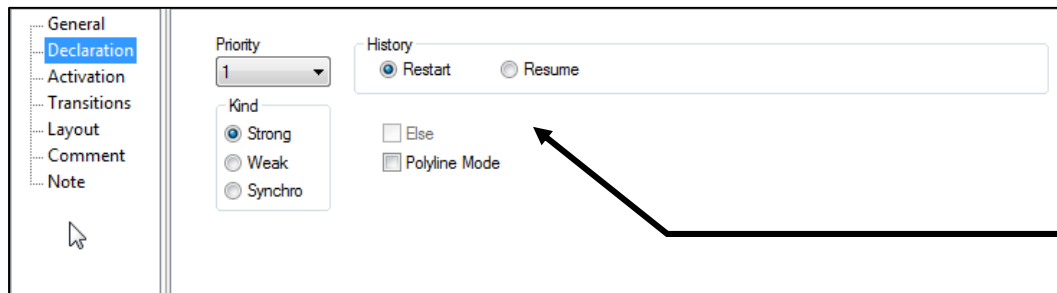 General
Declaration
Activation
Transitions
Layout
Comment
Note
Priority
1
Kind
Strong
Weak
Synchro
History
Restart Resume
Else
Polyline Mode